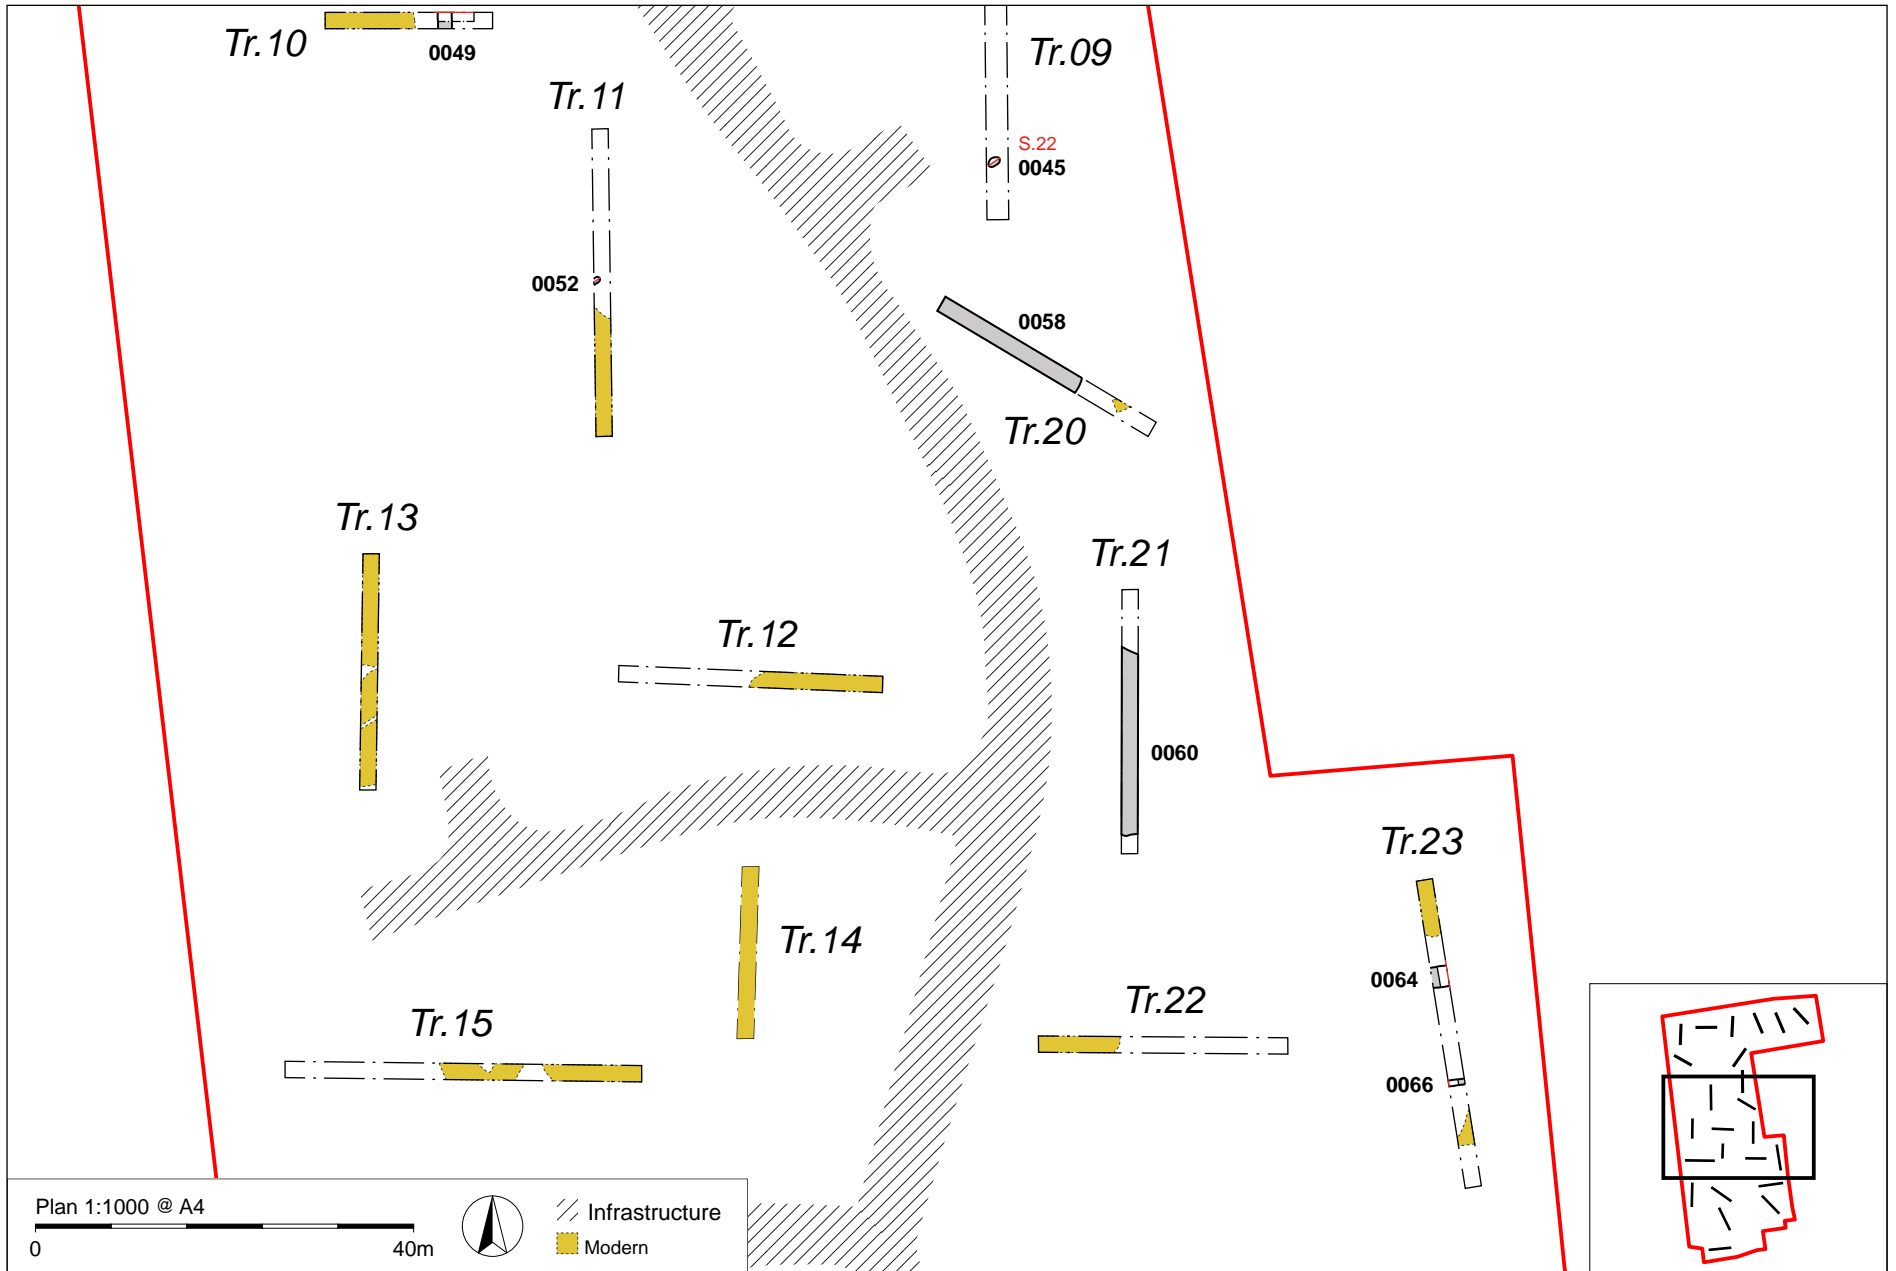 Tr.10
0049
Tr.09
Tr.11
S.22
0045
0052
0058
Tr.20
Tr.13
Tr.21
Tr.12
0060
Tr.23
Tr.14
0064
Tr.22
Tr.15
0066
Plan 1:1000 @ A4
0
40m
Infrastructure
Modern